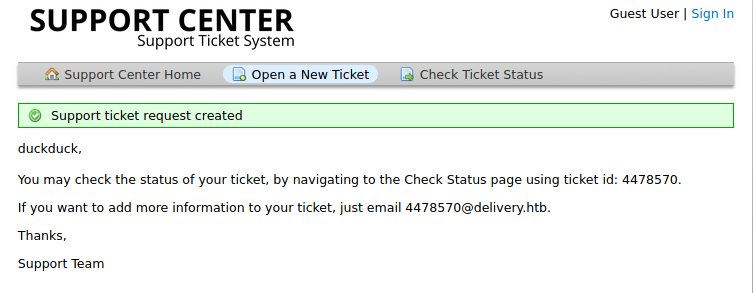 SUPPORT CENTER
Support Ticket System
Guest User | Sign In
Support Center Home
Open a New Ticket
Check Ticket Status
Support ticket request created
duckduck,
You may check the status of your ticket, by navigating to the Check Status page using ticket id: 4478570.
If you want to add more information to your ticket, just email 4478570@delivery.htb.
Thanks,
Support Team